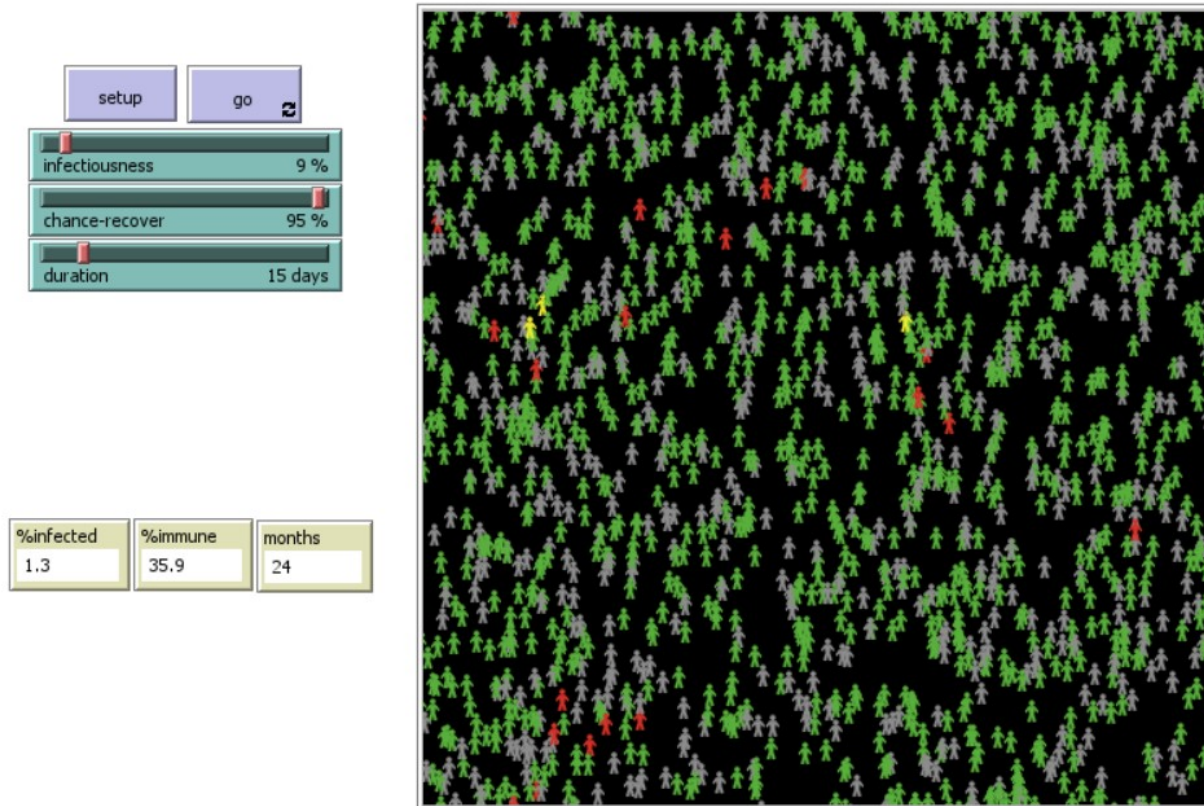 setup
go
infectiousness 9 %
chance-recover 95 %
duration 15 days
%infected %immune months
1.3 35.9 24